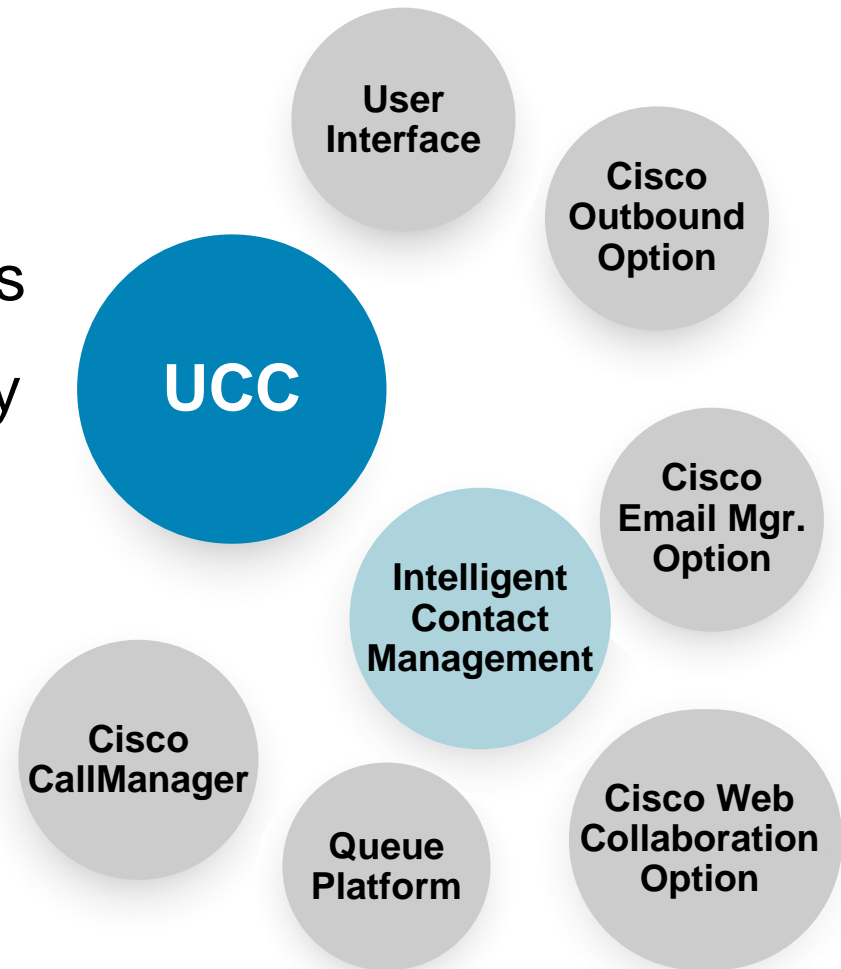 User
Interface
Cisco
Outbound
Option
s
y
UCC
Cisco
Email Mgr.
Option
Intelligent
Contact
Management
Cisco
CallManager
Queue
Platform
Cisco Web
Collaboration
Option